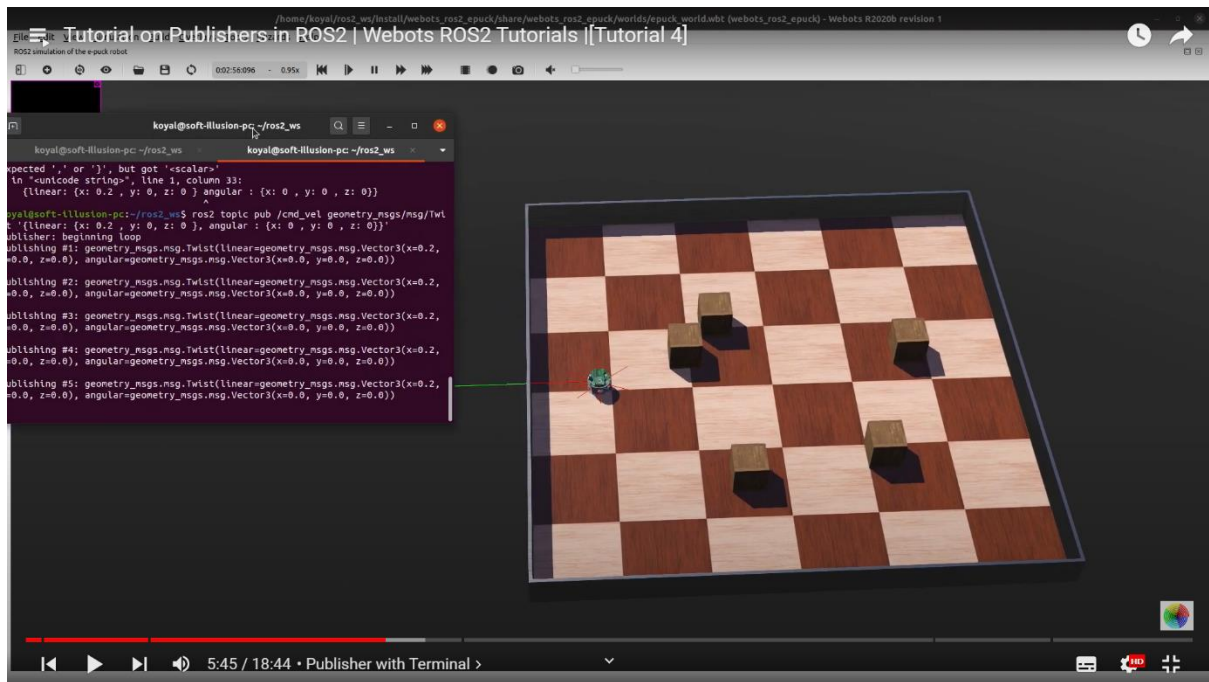 /home/koyal/ros2_ws/install/webots_ros2_epuck/share/webots_ros2_epuck/worlds/epuck_world.wbt (webots_ros2_epuck) - Webots R2020b revision 1
Tutorial on Publishers in ROS2 | Webots ROS2 Tutorials |[Tutorial 4]
ROS2 simulation of the e-puck robot
0:02:56:096 - 0.95x
koyal@soft-illusion-pc: ~/ros2_ws
koyal@soft-illusion-pc: ~/ros2_ws koyal@soft-illusion-pc: ~/ros2_ws
xpected ',' or '}', but got '<scalar>'
in "<unicode string>", line 1, column 33:
{linear: {x: 0.2 , y: 0, z: 0 } angular : {x: 0 , y: 0 , z: 0}}
^
oyal@soft-illusion-pc:~/ros2_ws$ ros2 topic pub /cmd_vel geometry_msgs/msg/Twi
t '{linear: {x: 0.2 , y: 0, z: 0 }, angular : {x: 0 , y: 0 , z: 0}}'
ublisher: beginning loop
ublishing #1: geometry_msgs.msg.Twist(linear=geometry_msgs.msg.Vector3(x=0.2,
=0.0, z=0.0), angular=geometry_msgs.msg.Vector3(x=0.0, y=0.0, z=0.0))
ublishing #2: geometry_msgs.msg.Twist(linear=geometry_msgs.msg.Vector3(x=0.2,
=0.0, z=0.0), angular=geometry_msgs.msg.Vector3(x=0.0, y=0.0, z=0.0))
ublishing #3: geometry_msgs.msg.Twist(linear=geometry_msgs.msg.Vector3(x=0.2,
=0.0, z=0.0), angular=geometry_msgs.msg.Vector3(x=0.0, y=0.0, z=0.0))
ublishing #4: geometry_msgs.msg.Twist(linear=geometry_msgs.msg.Vector3(x=0.2,
=0.0, z=0.0), angular=geometry_msgs.msg.Vector3(x=0.0, y=0.0, z=0.0))
ublishing #5: geometry_msgs.msg.Twist(linear=geometry_msgs.msg.Vector3(x=0.2,
=0.0, z=0.0), angular=geometry_msgs.msg.Vector3(x=0.0, y=0.0, z=0.0))
5:45 / 18:44 • Publisher with Terminal >
HD